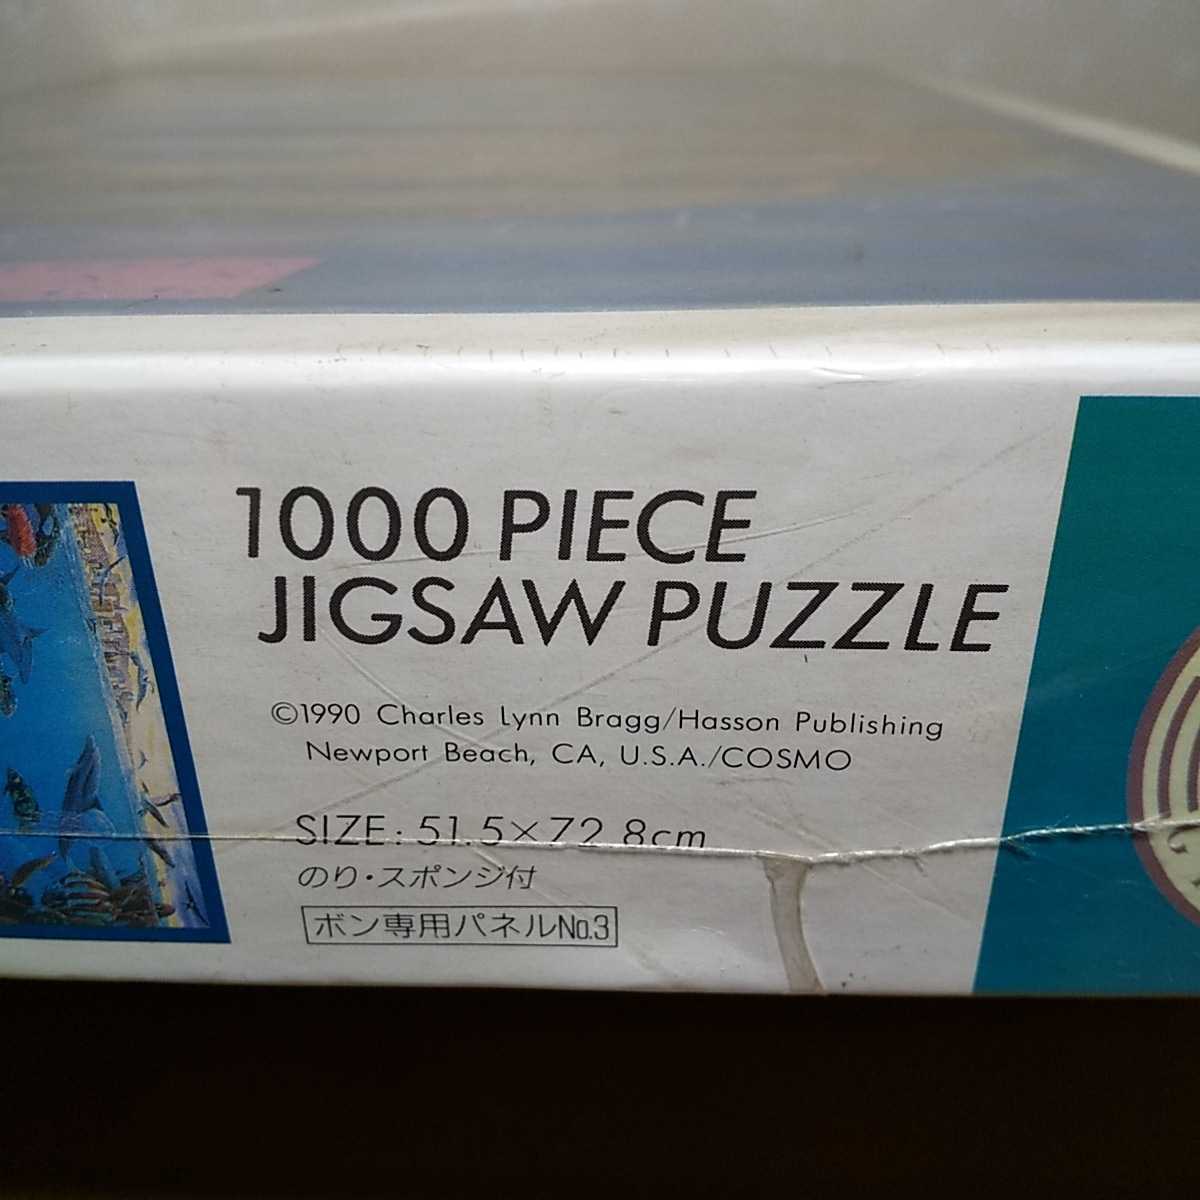 1000 PIECE
JIGSAW PUZZLE
©1990 Charles Lynn Bragg/Hasson Publishing
Newport Beach, CA, U.S.A./COSMO
SIZE: 51.5×72.8cm
のり・スポンジ付
ボン専用パネルNo.3